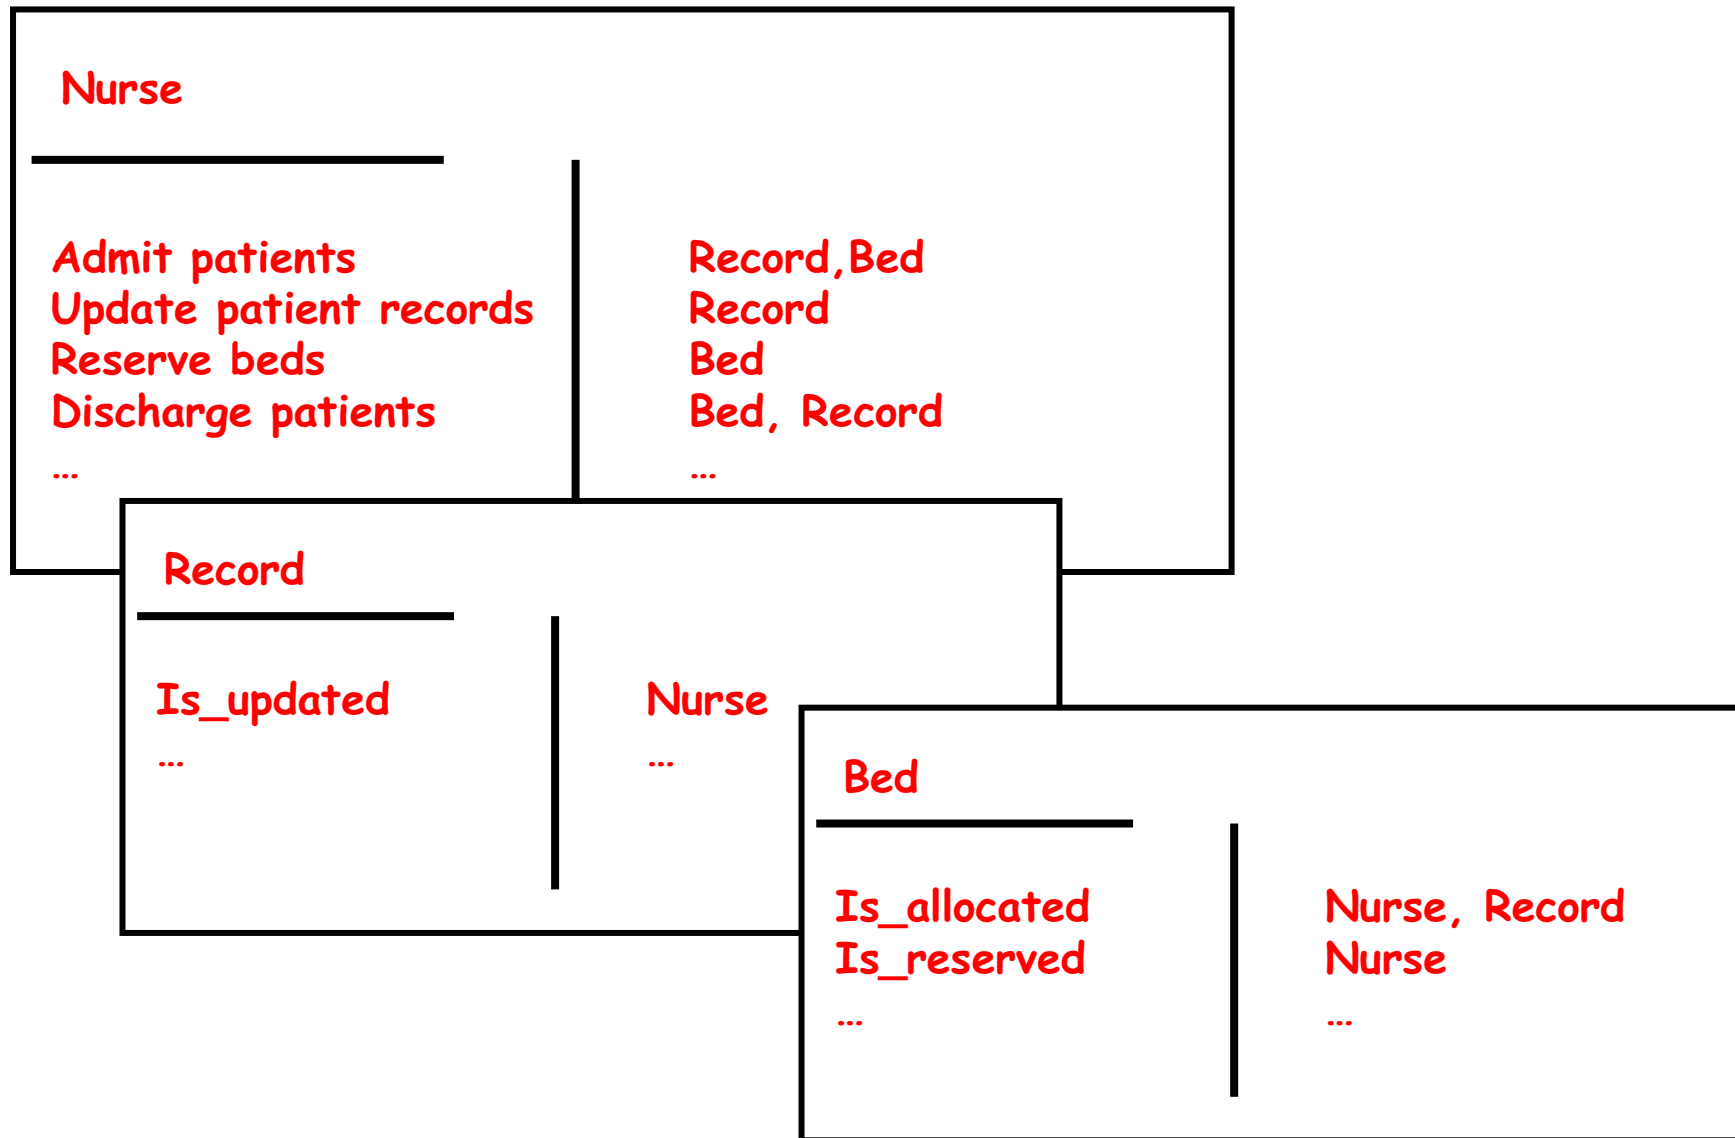 Nurse
Admit patients Record,Bed
Update patient records Record
Reserve beds Bed
Discharge patients Bed, Record
... ...
Record
Is_updated Nurse
... ...
Bed
Is_allocated Nurse, Record
Is_reserved Nurse
... ...